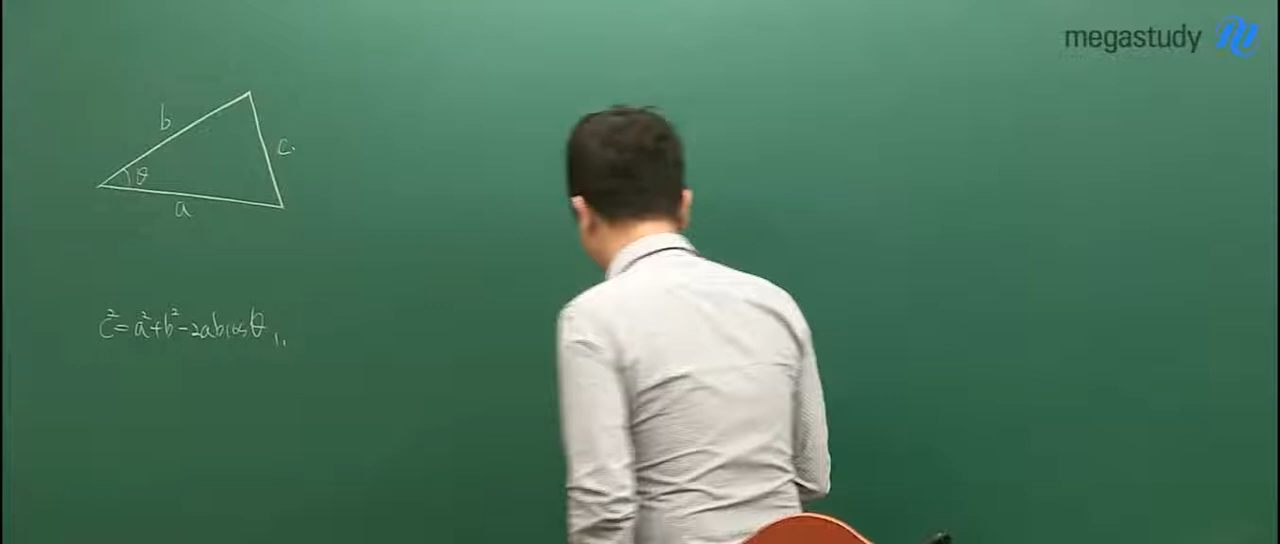 megastudy
b
c.
θ
a
c²=a²+b²-2abcosθ